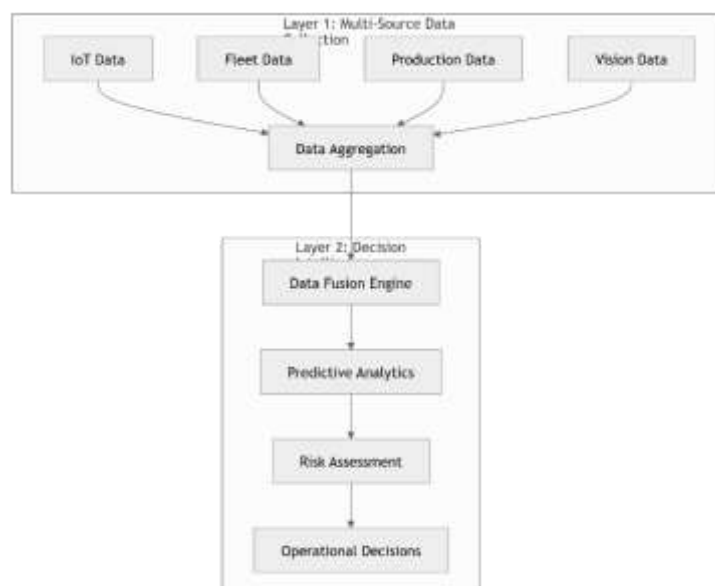 Layer 1: Multi-Source Data
IoT Data
Fleet Data
Production Data
Vision Data
Data Aggregation
Layer 2: Decision
Data Fusion Engine
Predictive Analytics
Risk Assessment
Operational Decisions